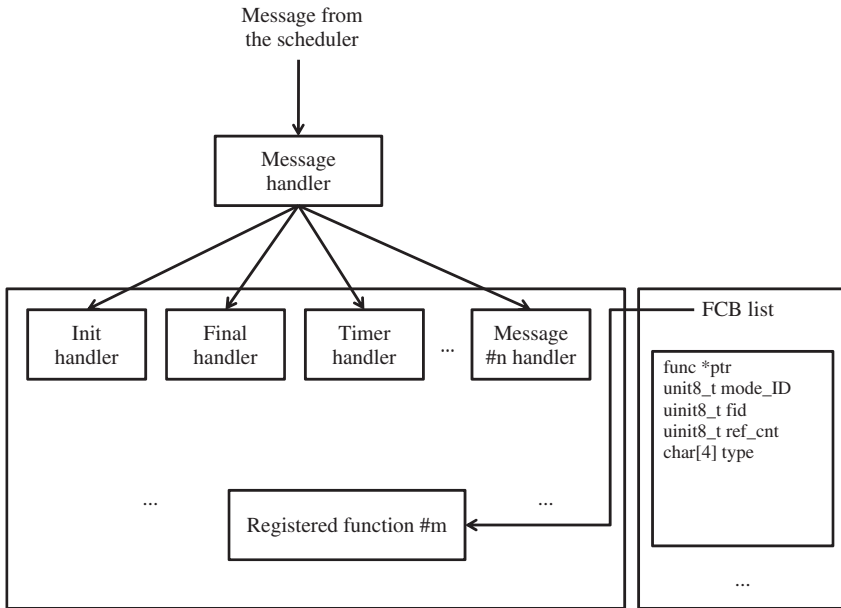 Message from
the scheduler
Message
handler
Init
handler
Final
handler
Timer
handler
...
Message
#n handler
FCB list
func *ptr
unit8_t mode_ID
uinit8_t fid
uinit8_t ref_cnt
char[4] type
...
Registered function #m
...
...